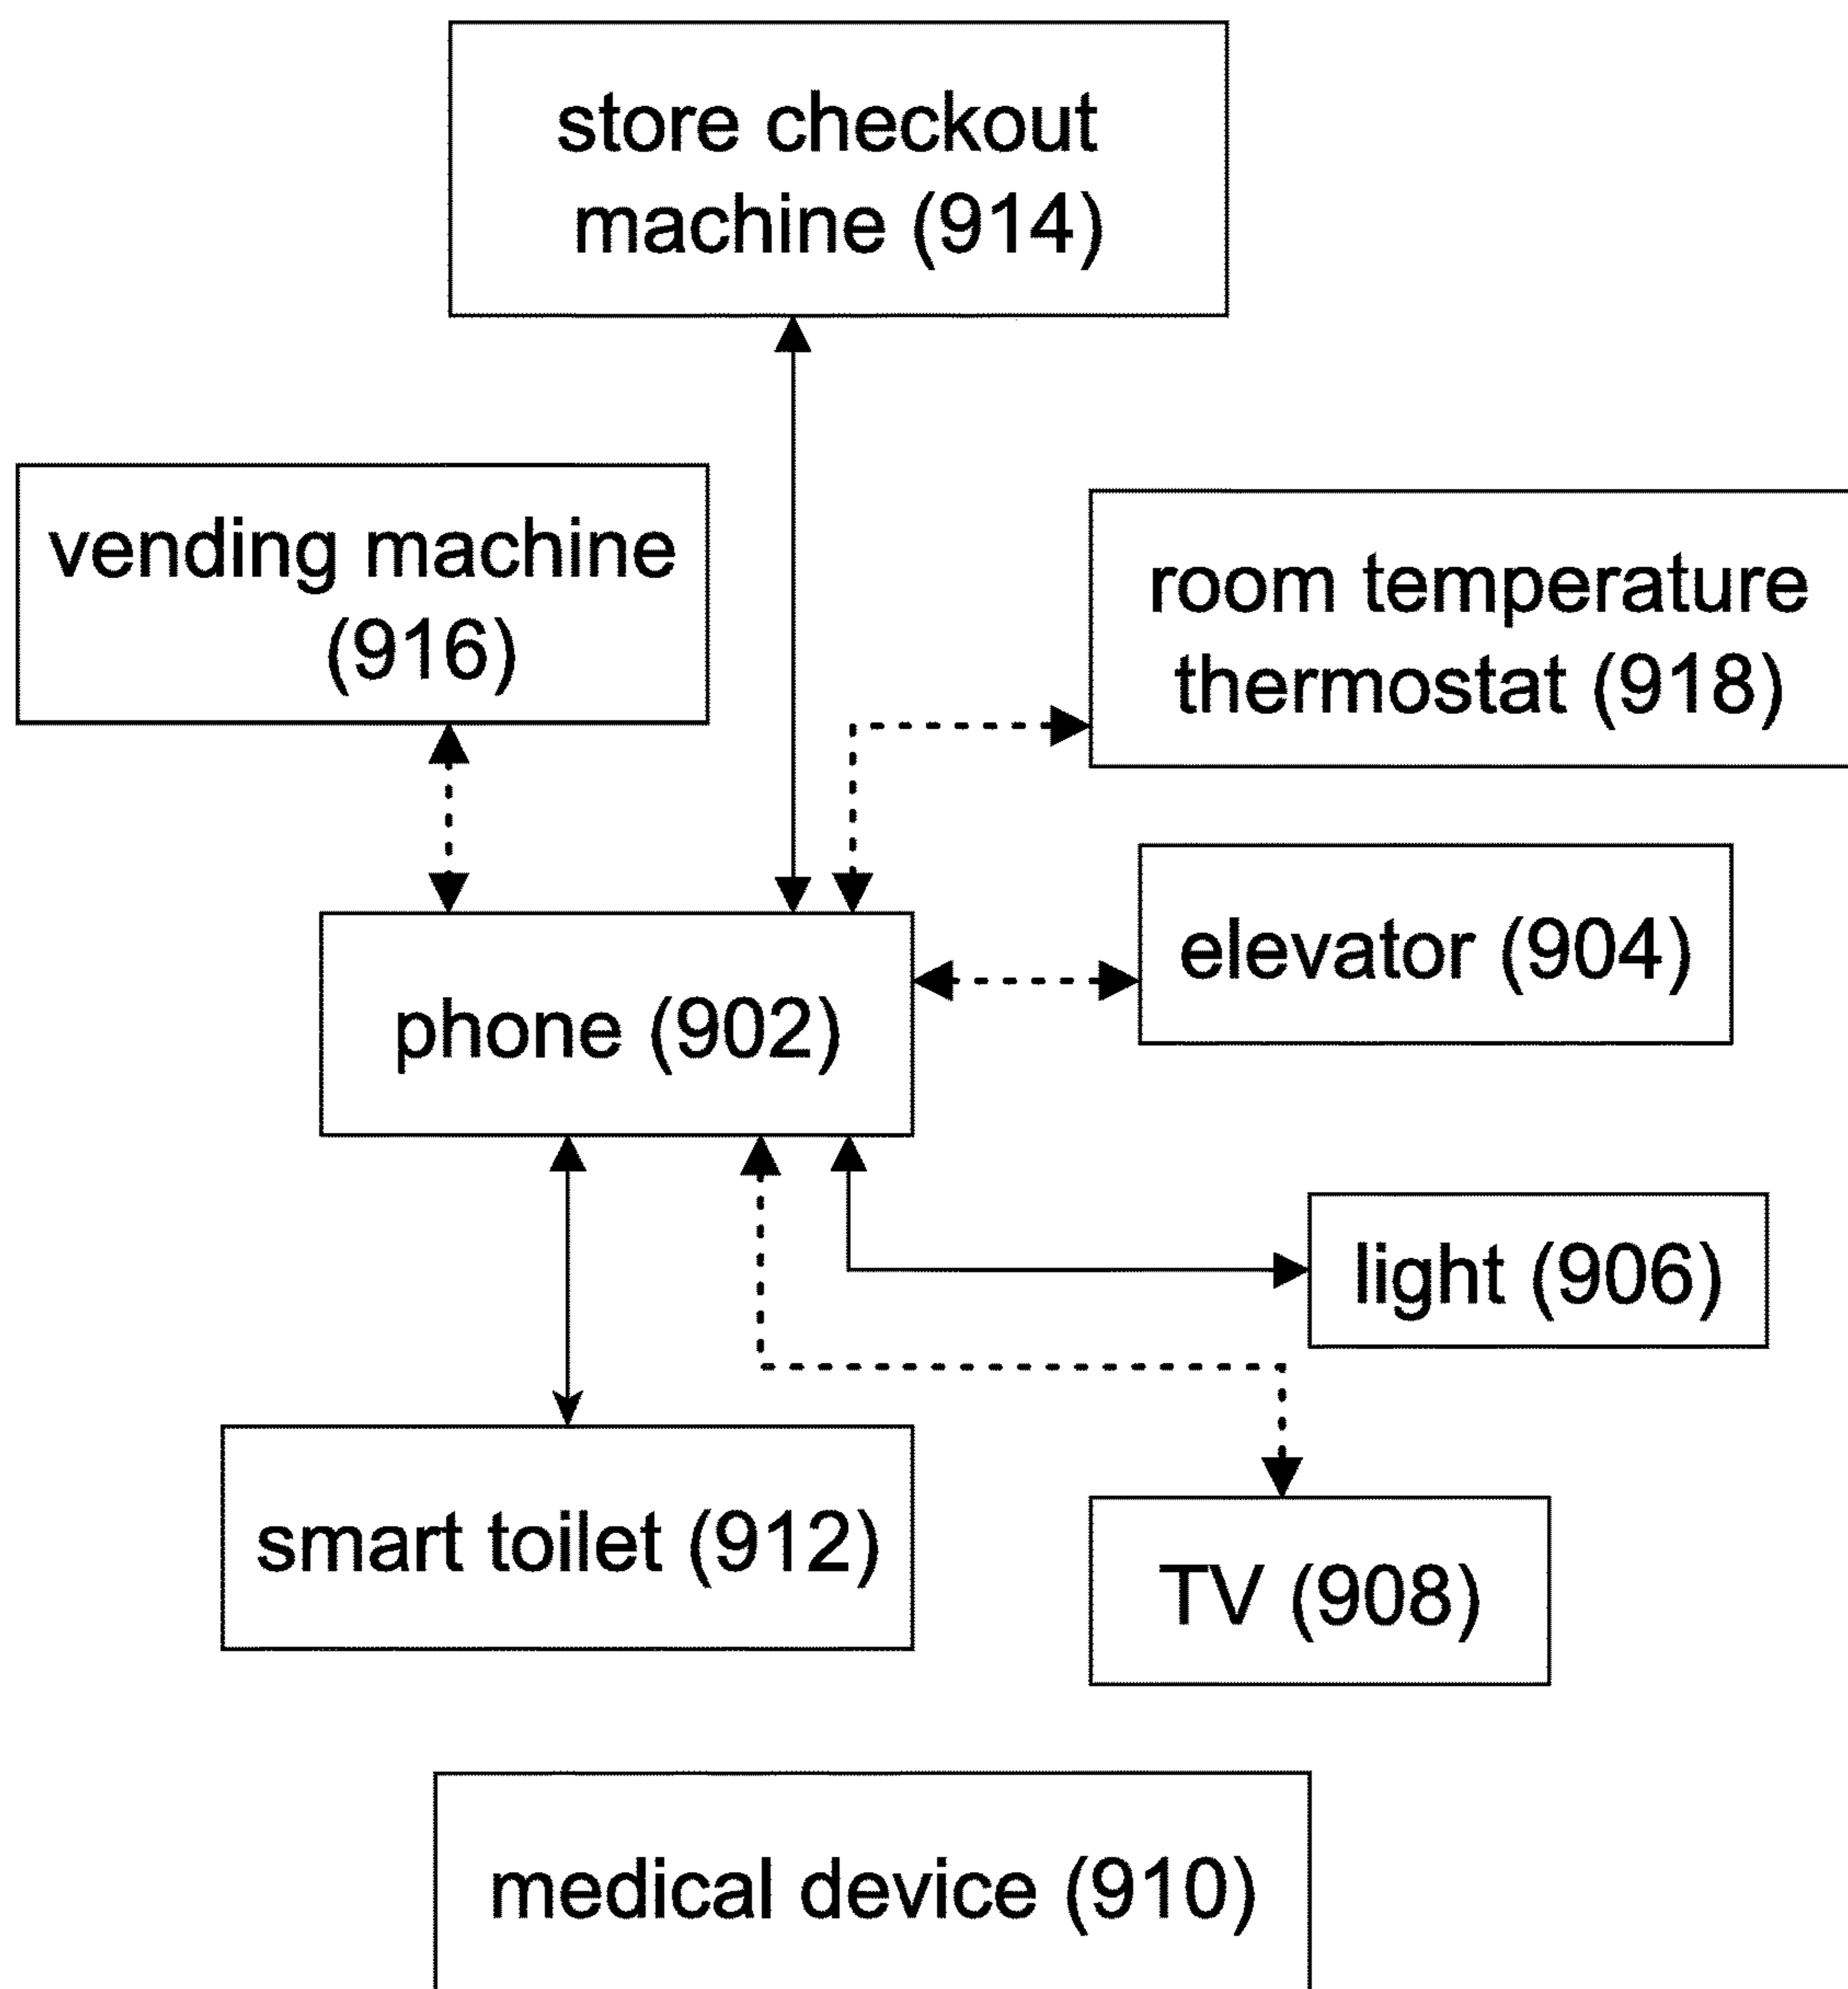 store checkout
machine (914)
vending machine
(916)
room temperature
thermostat (918)
elevator (904)
phone (902)
light (906)
smart toilet (912)
TV (908)
medical device (910)